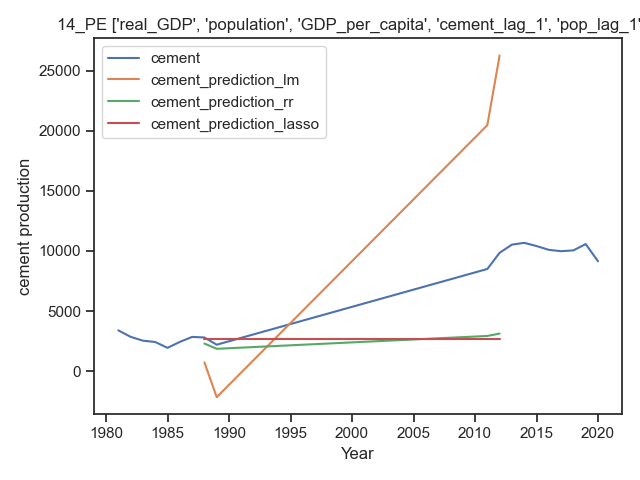 14_PE ['real_GDP', 'population', 'GDP_per_capita', 'cement_lag_1', 'pop_lag_1'
cement
cement_prediction_lm
cement_prediction_rr
cement_prediction_lasso
cement production
25000
20000
15000
10000
5000
0
1980 1985 1990 1995 2000 2005 2010 2015 2020
Year